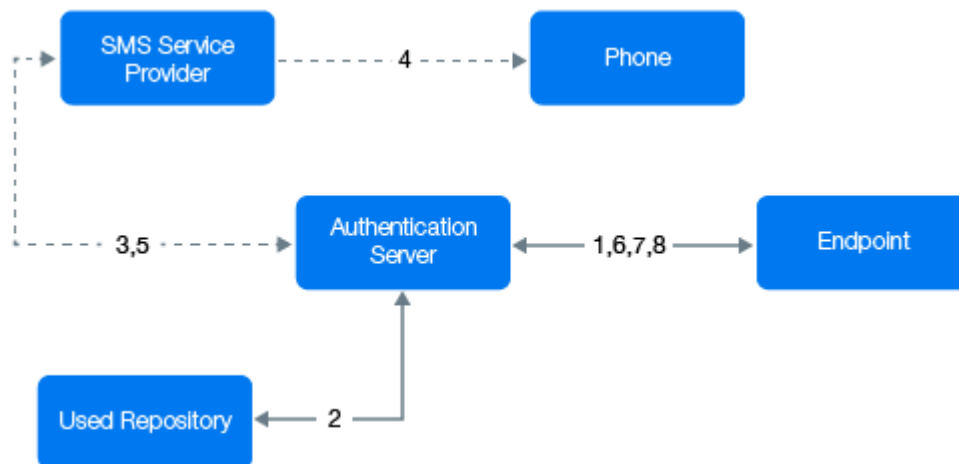 SMS Service
Provider
4
Phone
3,5
Authentication
Server
1,6,7,8
Endpoint
Used Repository
2